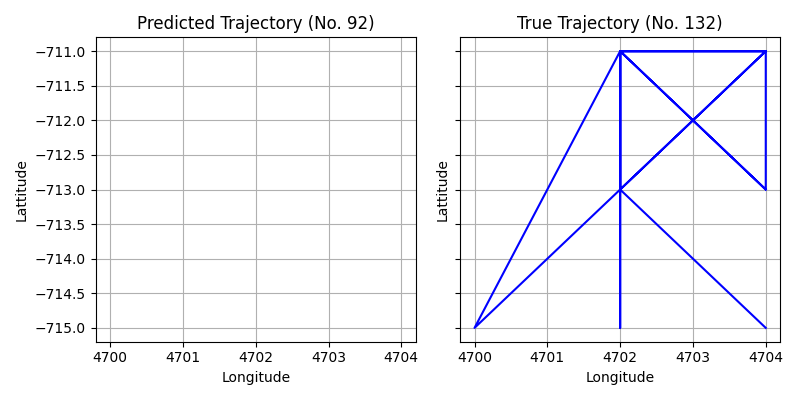 Predicted Trajectory (No. 92)
True Trajectory (No. 132)
−711.0
−711.5
−712.0
−712.5
−713.0
−713.5
−714.0
−714.5
−715.0
Lattitude
Lattitude
4700 4701 4702 4703 4704
4700 4701 4702 4703 4704
Longitude
Longitude